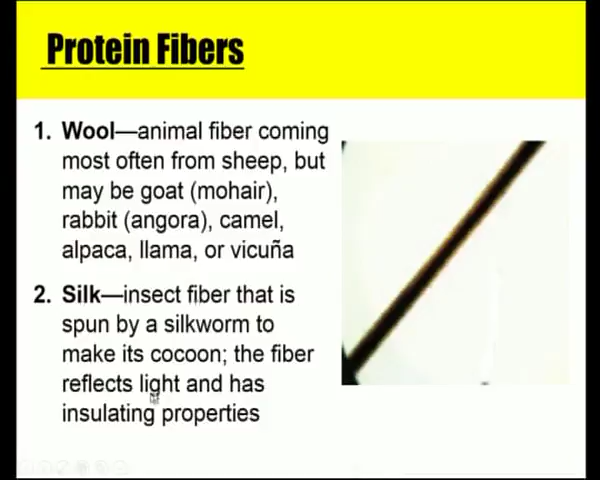 Protein Fibers
1. Wool—animal fiber coming
most often from sheep, but
may be goat (mohair),
rabbit (angora), camel,
alpaca, llama, or vicuña
2. Silk—insect fiber that is
spun by a silkworm to
make its cocoon; the fiber
reflects light and has
insulating properties